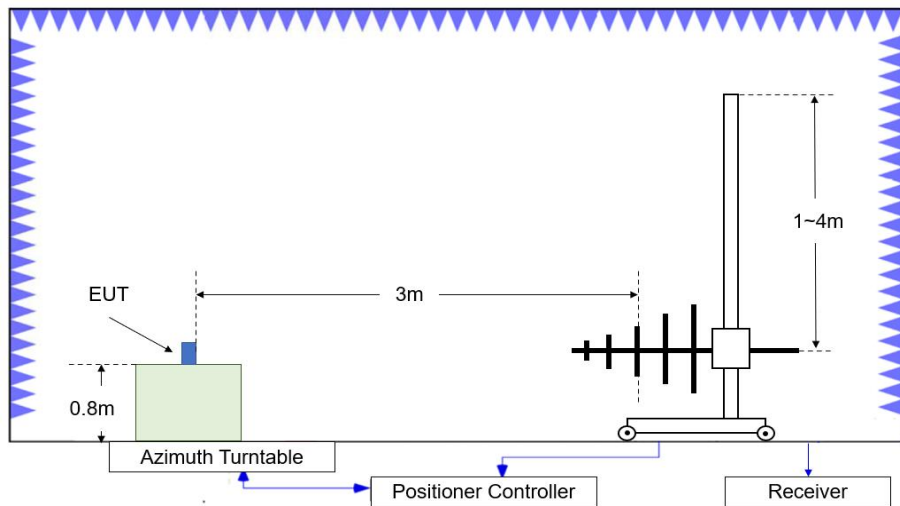 1~4m
EUT
3m
0.8m
Azimuth Turntable
Positioner Controller
Receiver